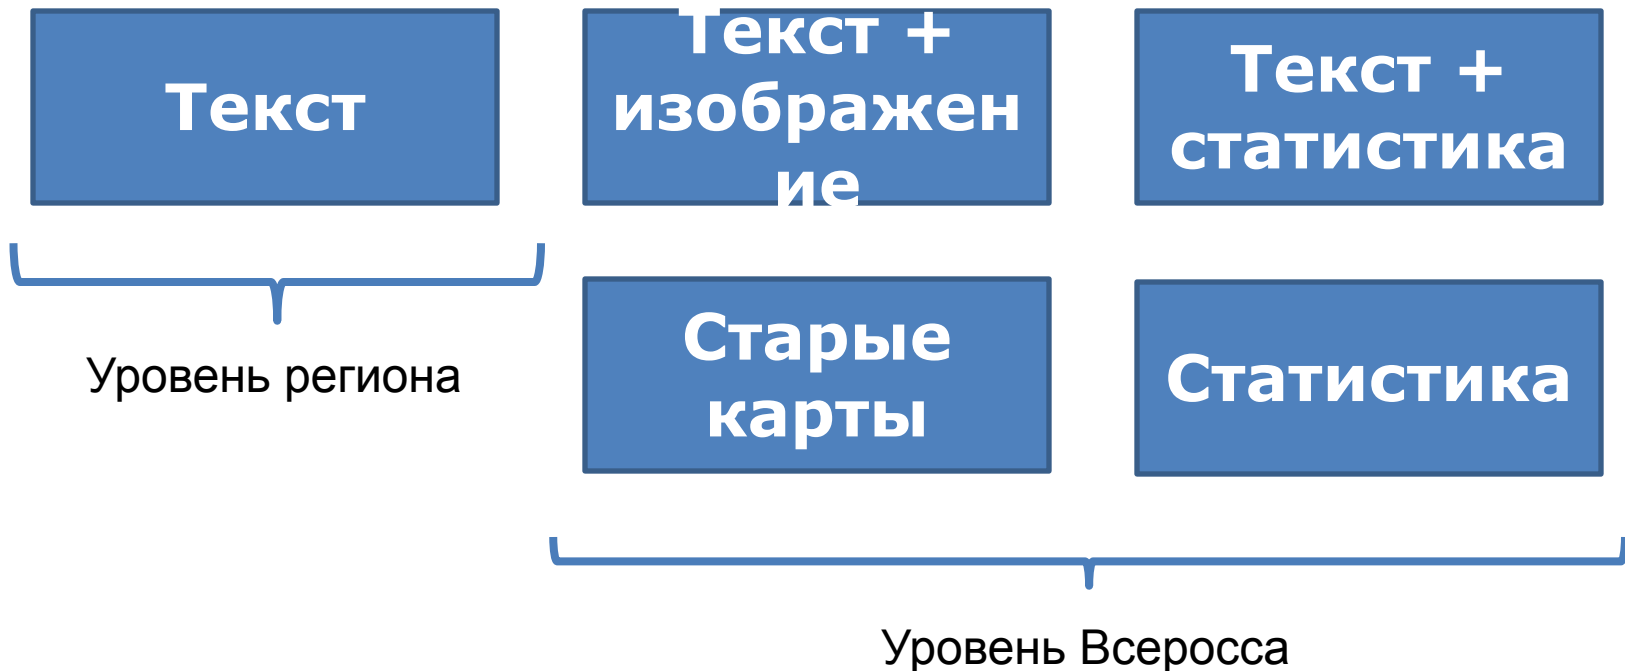 Текст
Текст +
изображен
ие
Текст +
статистика
Уровень региона
Старые
карты
Статистика
Уровень Всеросса